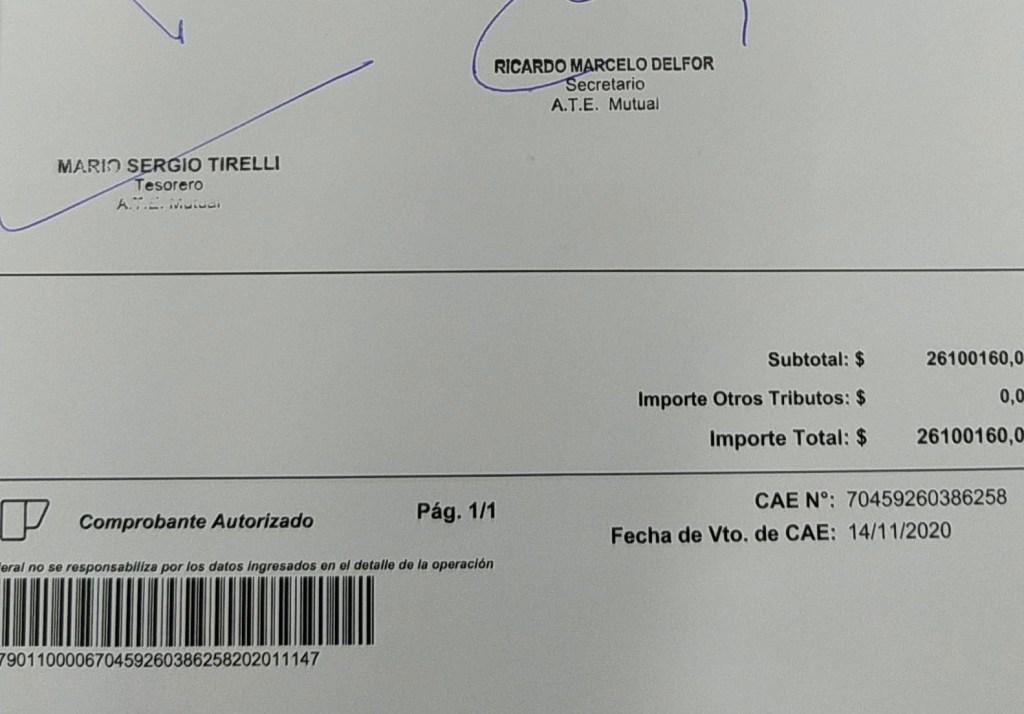 RICARDO MARCELO DELFOR
Secretario
A.T.E. Mutual
MARIO SERGIO TIRELLI
Tesorero
A.T.E. Mutual
Subtotal: $ 26100160,0
Importe Otros Tributos: $ 0,0
Importe Total: $ 26100160,0
Comprobante Autorizado
Pág. 1/1
CAE N°: 70459260386258
Fecha de Vto. de CAE: 14/11/2020
eral no se responsabiliza por los datos ingresados en el detalle de la operación
790110000670459260386258202011147